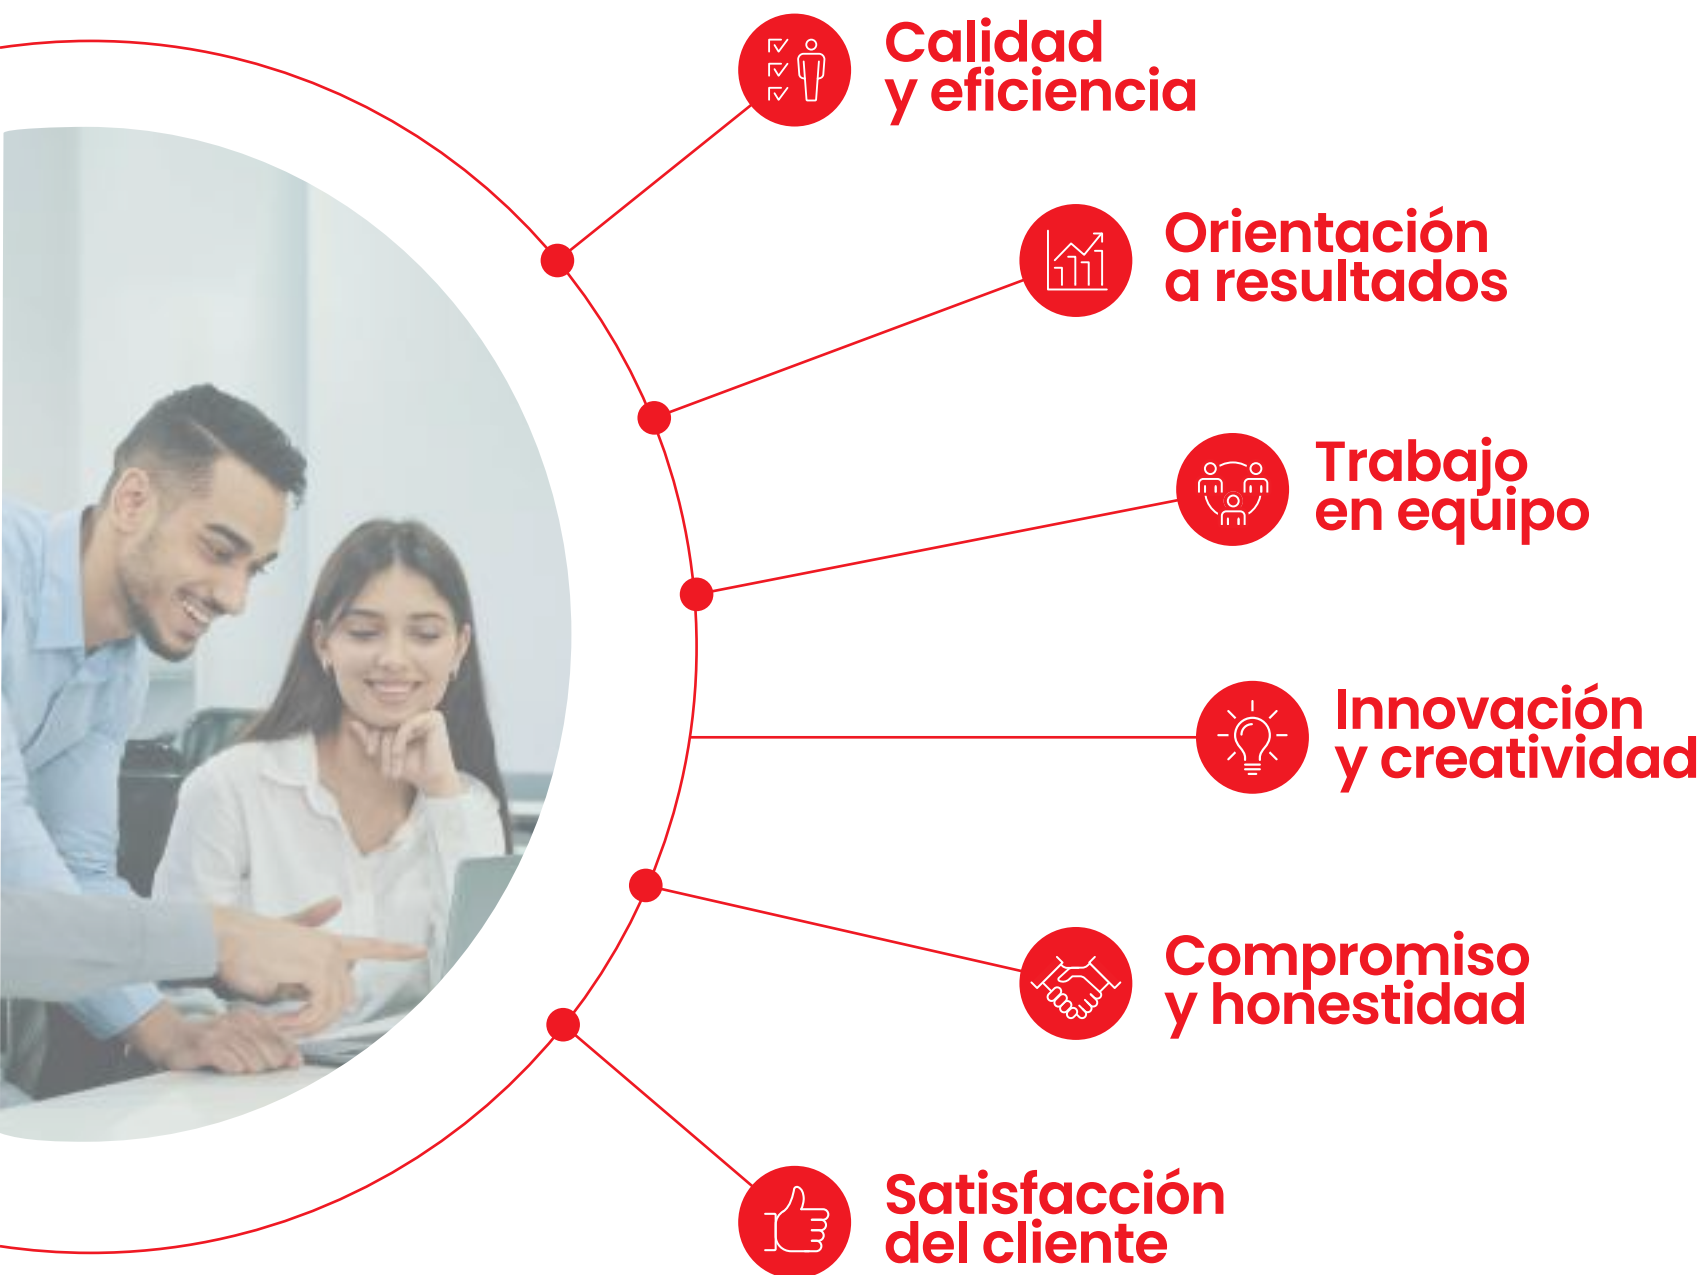 Calidad
y eficiencia
Orientación
a resultados
Trabajo
en equipo
Innovación
y creatividad
Compromiso
y honestidad
Satisfacción
del cliente